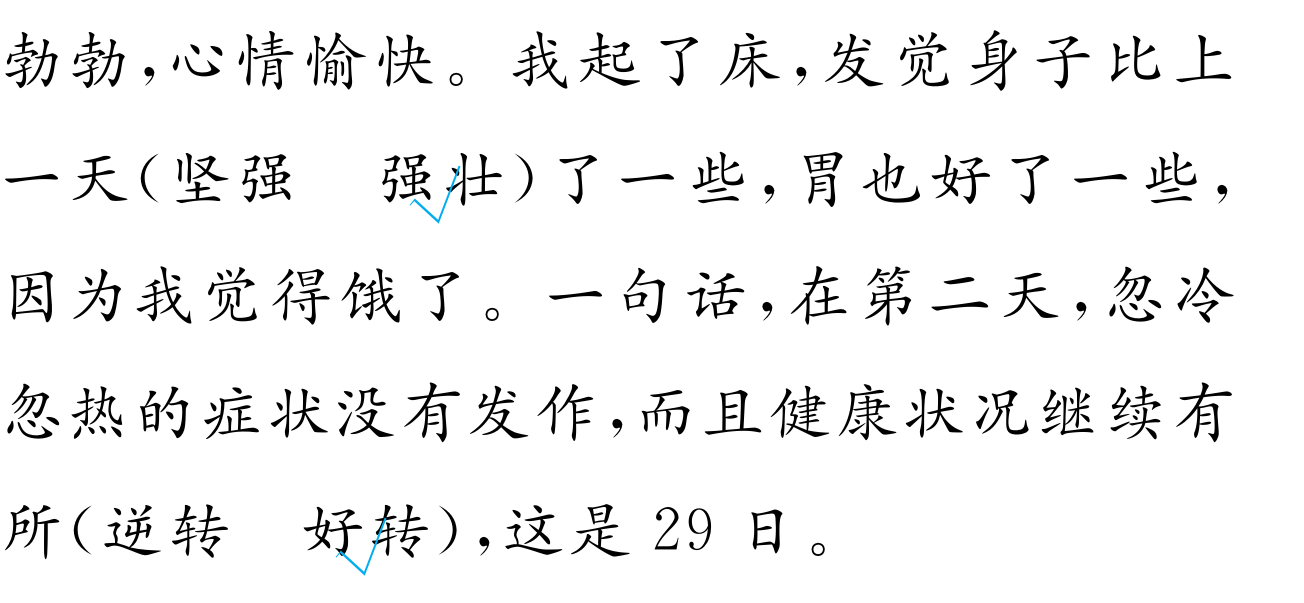 勃勃,心情愉快。我起了床,发觉身子比上
一天(坚强 强壮)了一些,胃也好了一些,
因为我觉得饿了。一句话,在第二天,忽冷
忽热的症状没有发作,而且健康状况继续有
所(逆转 好转),这是 29 日。